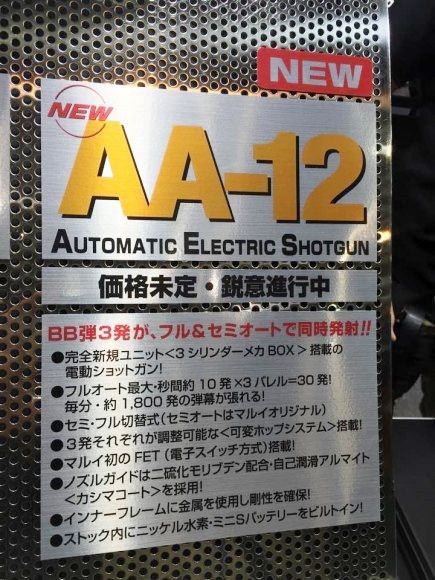 NEW
NEW
AA-12
AUTOMATIC ELECTRIC SHOTGUN
価格未定・鋭意進行中
BB弾3発が、フル&セミオートで同時発射!!
●完全新規ユニット<3シリンダーメカBOX>搭載の
電動ショットガン!
●フルオート最大・秒間約10発×3バレル=30発!
毎分・約1,800発の弾幕が張れる!
●セミ・フル切替式(セミオートはマルイオリジナル)
●3発それぞれが調整可能な<可変ホップシステム>搭載!
●マルイ初のFET(電子スイッチ方式)搭載!
●ノズルガイドは二硫化モリブデン配合・自己潤滑アルマイト
<カシマコート>を採用!
●インナーフレームに金属を使用し剛性を確保!
●ストック内にニッケル水素・ミニSバッテリーをビルトイン!